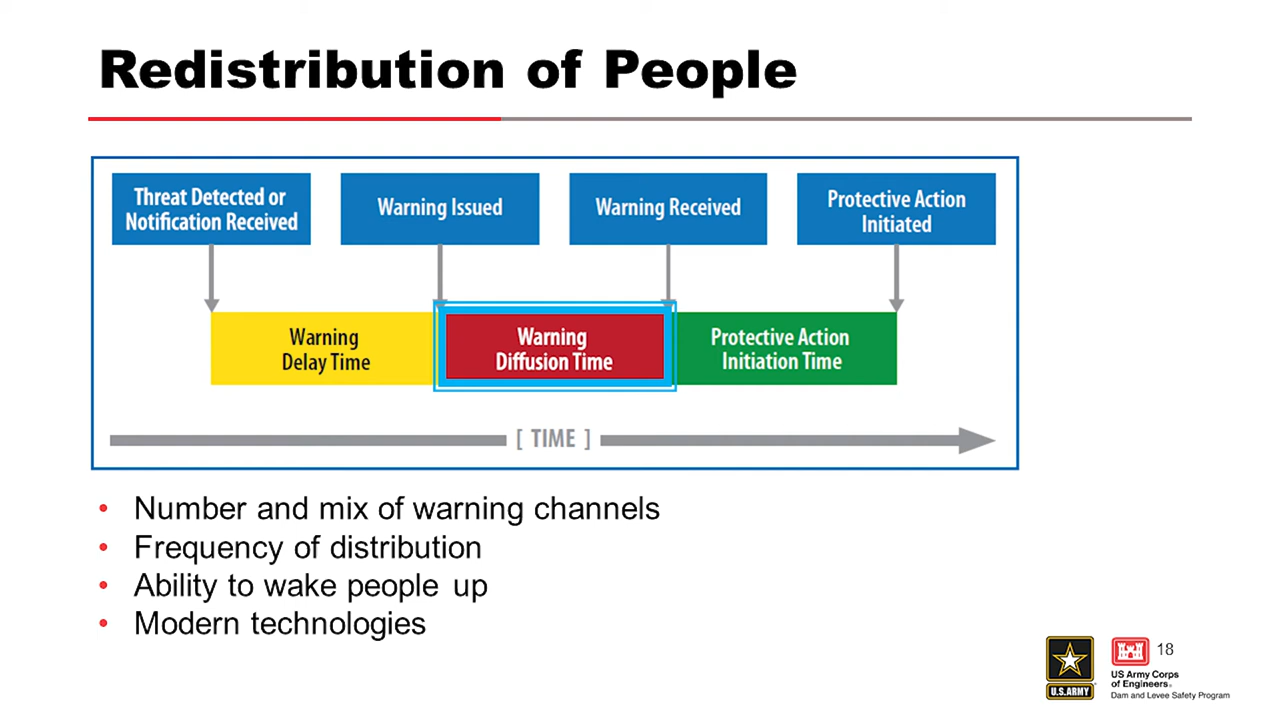 Redistribution of People
Threat Detected or
Notification Received
Warning Issued
Warning Received
Protective Action
Initiated
Warning
Delay Time
Warning
Diffusion Time
Protective Action
Initiation Time
[ TIME ]
• Number and mix of warning channels
• Frequency of distribution
• Ability to wake people up
• Modern technologies
U.S. ARMY
18
US Army Corps
of Engineers®
Dam and Levee Safety Program